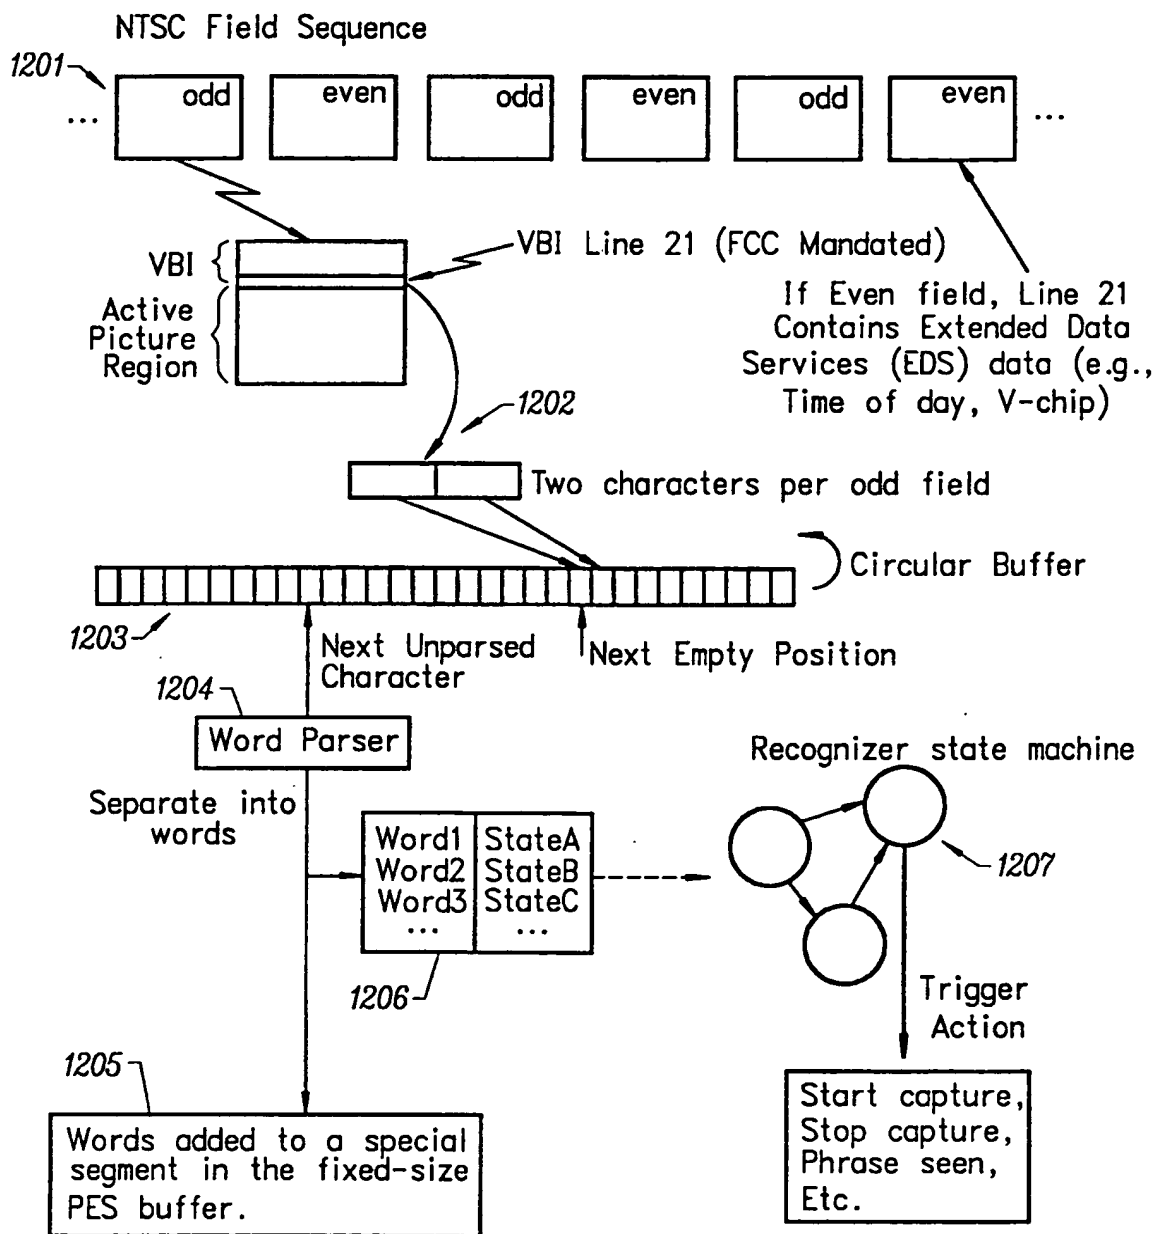 NTSC Field Sequence
1201
... odd even odd even odd even ...
VBI
VBI Line 21 (FCC Mandated)
Active
Picture
Region
If Even field, Line 21
Contains Extended Data
Services (EDS) data (e.g.,
Time of day, V-chip)
1202
Two characters per odd field
Circular Buffer
1203
Next Unparsed
Character
Next Empty Position
1204
Word Parser
Separate into
words
Recognizer state machine
Word1 StateA
Word2 StateB
Word3 StateC
... ...
1206
1207
Trigger
Action
1205
Words added to a special
segment in the fixed-size
PES buffer.
Start capture,
Stop capture,
Phrase seen,
Etc.